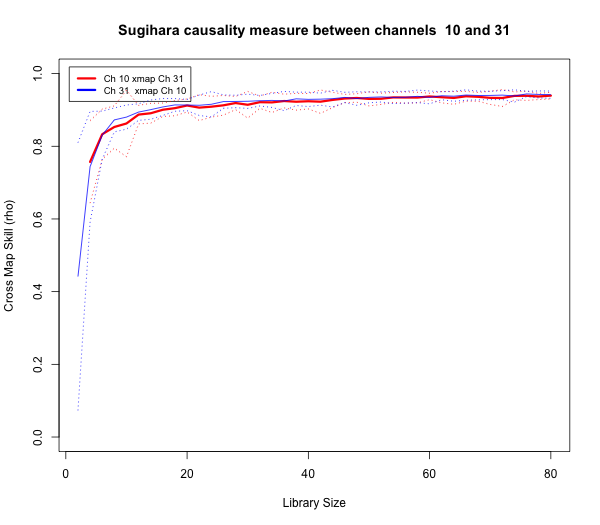 Sugihara causality measure between channels  10 and 31
Ch 10 xmap Ch 31
Ch 31  xmap Ch 10
Cross Map Skill (rho)
1.0
0.8
0.6
0.4
0.2
0.0
0
20
40
60
80
Library Size